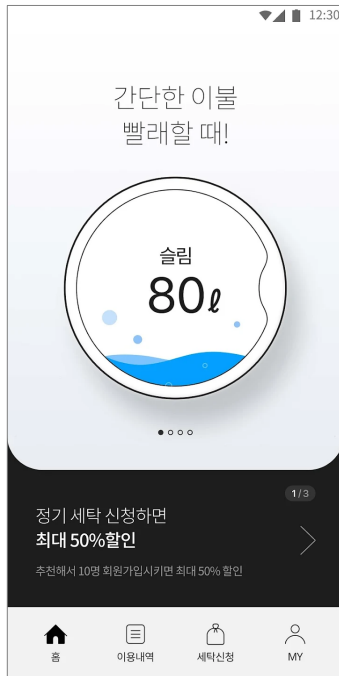 12:30
간단한 이불
빨래할 때!
슬림
80ℓ
1/3
정기 세탁 신청하면
최대 50%할인
추천해서 10명 회원가입시키면 최대 50% 할인
홈
이용내역
세탁신청
MY